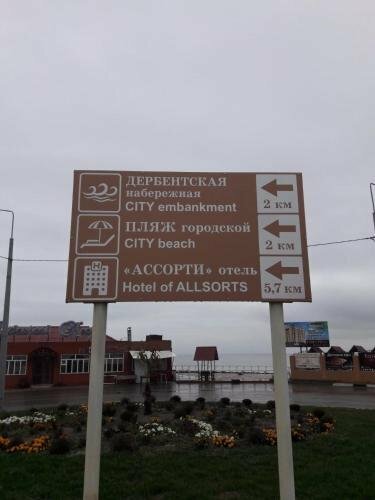 ДЕРБЕНТСКАЯ
набережная
CITY embankment
2 км
ПЛЯЖ городской
CITY beach
2 км
«АССОРТИ» отель
Hotel of ALLSORTS
5,7 км